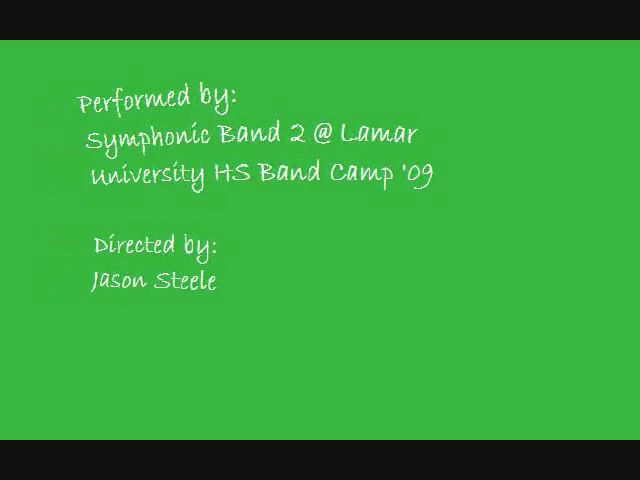 Performed by:
Symphonic Band 2 @ Lamar
University HS Band Camp '09
Directed by:
Jason Steele